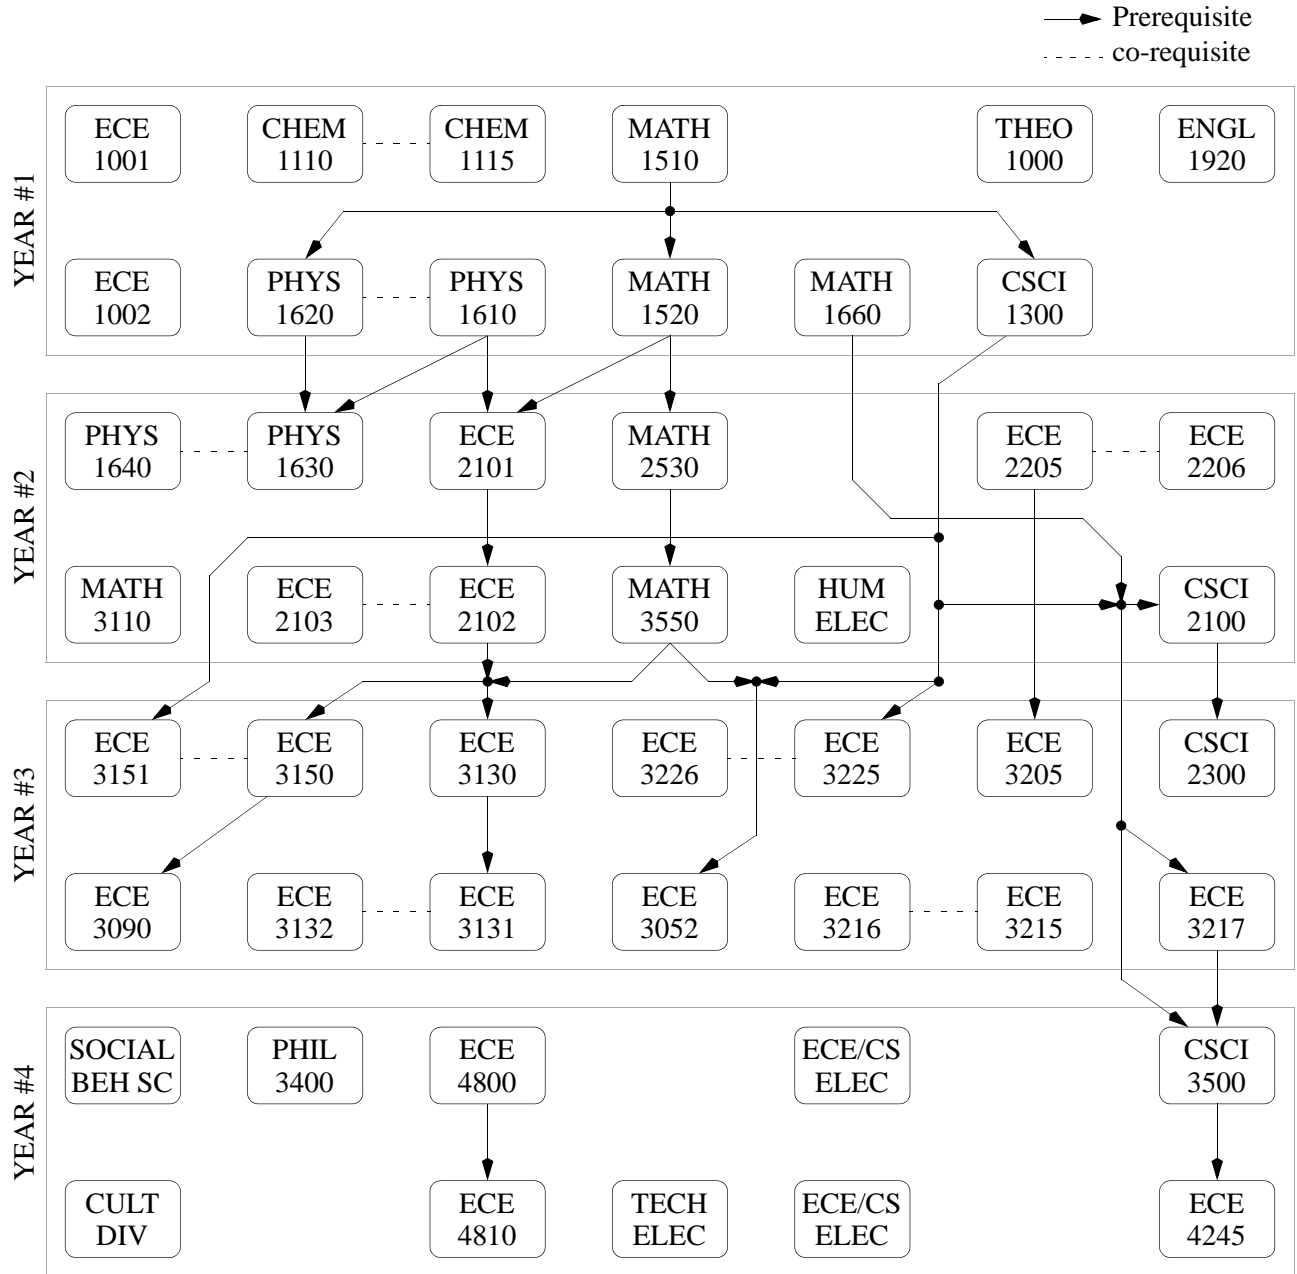 Prerequisite
co-requisite
YEAR #1
ECE CHEM CHEM MATH THEO ENGL
1001 1110 1115 1510 1000 1920
ECE PHYS PHYS MATH MATH CSCI
1002 1620 1610 1520 1660 1300
YEAR #2
PHYS PHYS ECE MATH ECE ECE
1640 1630 2101 2530 2205 2206
MATH ECE ECE MATH HUM CSCI
3110 2103 2102 3550 ELEC 2100
YEAR #3
ECE ECE ECE ECE ECE ECE CSCI
3151 3150 3130 3226 3225 3205 2300
ECE ECE ECE ECE ECE ECE ECE
3090 3132 3131 3052 3216 3215 3217
YEAR #4
SOCIAL PHIL ECE ECE/CS CSCI
BEH SC 3400 4800 ELEC 3500
CULT ECE TECH ECE/CS ECE
DIV 4810 ELEC ELEC 4245